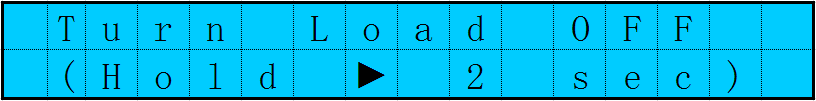 Turn Load OFF
(Hold ▶ 2 sec)